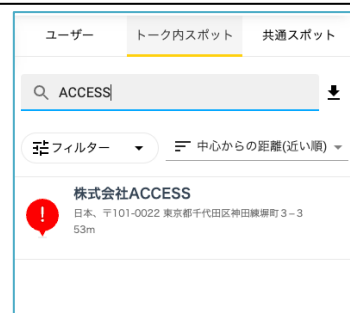 ユーザー トーク内スポット 共通スポット
ACCESS
フィルター 中心からの距離(近い順)
株式会社ACCESS
日本、〒101-0022 東京都千代田区神田練塀町3−3
53m